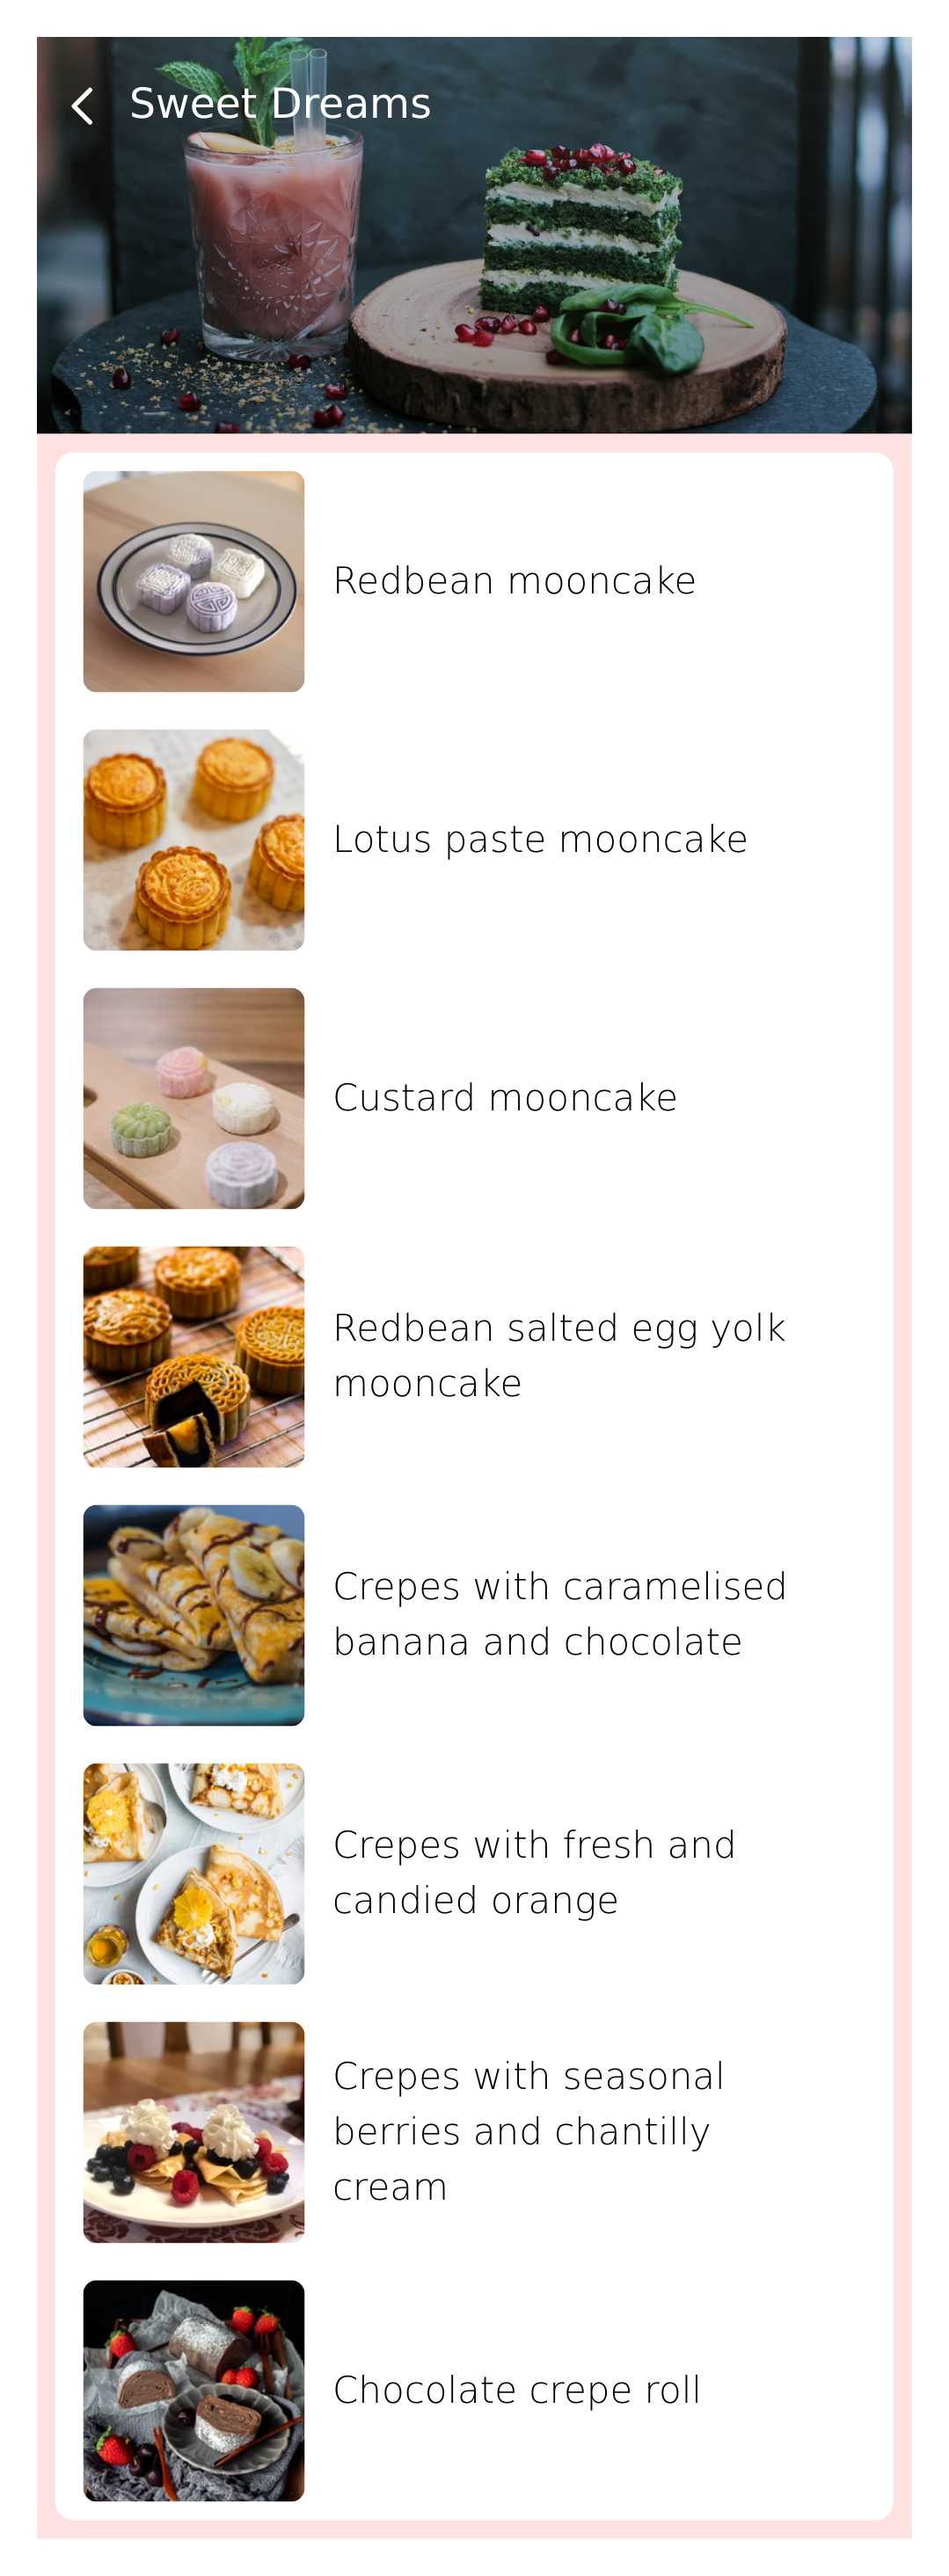 Sweet Dreams
Redbean mooncake
Lotus paste mooncake
Custard mooncake
Redbean salted egg yolk
mooncake
Crepes with caramelised
banana and chocolate
Crepes with fresh and
candied orange
Crepes with seasonal
berries and chantilly
cream
Chocolate crepe roll